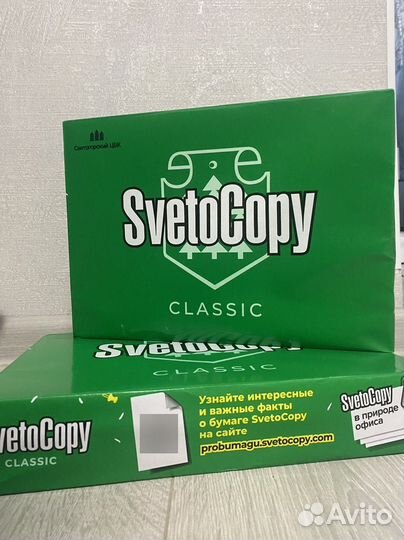 Светогорский ЦБК
SvetoCopy
CLASSIC
SvetoCopy
CLASSIC
vetoCopy
CLASSIC
Узнайте интересные
и важные факты
о бумаге SvetoCopy
на сайте
probumagu.svetocopy.com
SvetoCopy
в природе
офиса
Avito